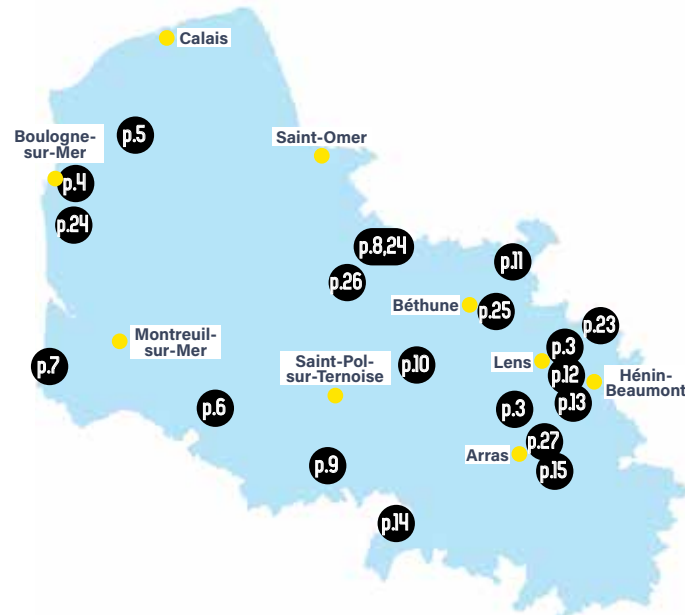 Calais
p.5
Boulogne-
sur-Mer
Saint-Omer
p.4
p.24
p.8,24
p.11
p.26
Béthune
p.25
p.23
Montreuil-
sur-Mer
p.3
p.7
Saint-Pol-
sur-Ternoise
p.10
Lens
p.12
Hénin-
Beaumont
p.6
p.3
p.13
p.27
Arras
p.9
p.15
p.14